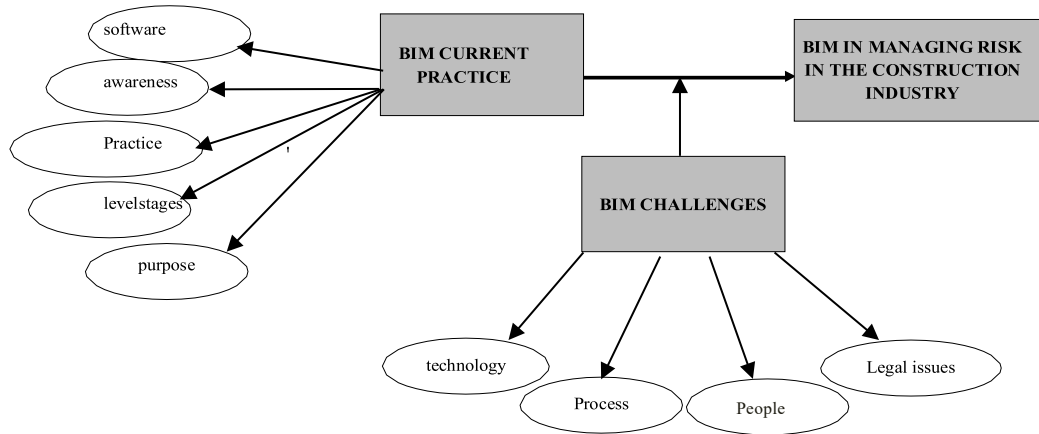 software
awareness
Practice
levelstages
purpose
BIM CURRENT
PRACTICE
BIM IN MANAGING RISK
IN THE CONSTRUCTION
INDUSTRY
BIM CHALLENGES
technology
Process
People
Legal issues